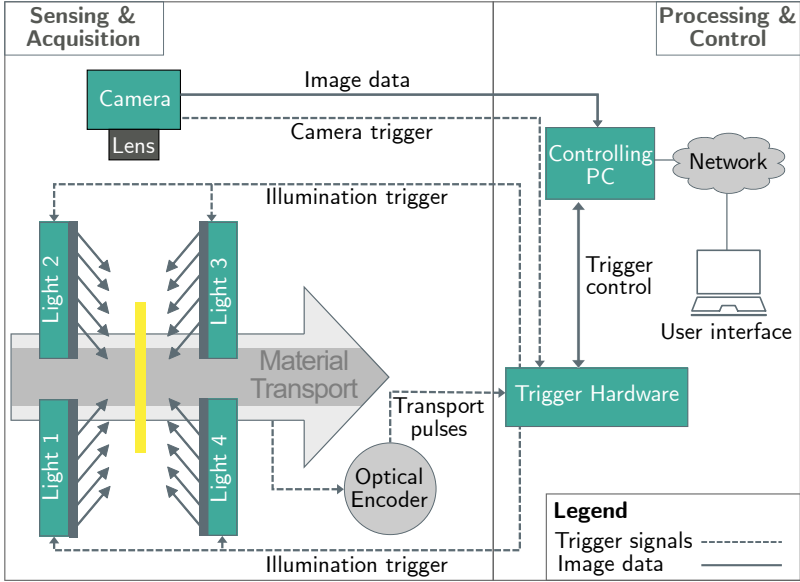 Sensing &
Acquisition
Processing &
Control
Camera
Lens
Image data
Camera trigger
Controlling
PC
Network
Illumination trigger
Light 2
Light 3
Trigger
control
User interface
Material
Transport
Trigger Hardware
Transport
pulses
Light 1
Light 4
Optical
Encoder
Illumination trigger
Legend
Trigger signals
Image data